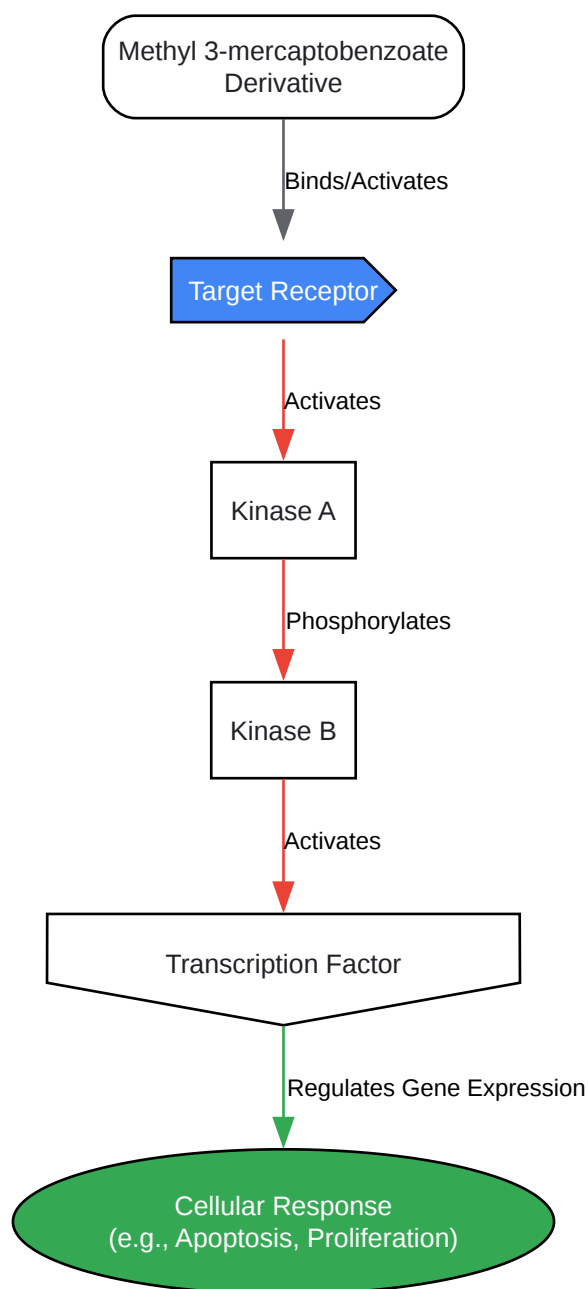 Methyl 3-mercaptobenzoate
Derivative
Binds/Activates
Target Receptor
Activates
Kinase A
Phosphorylates
Kinase B
Activates
Transcription Factor
Regulates Gene Expression
Cellular Response
(e.g., Apoptosis, Proliferation)